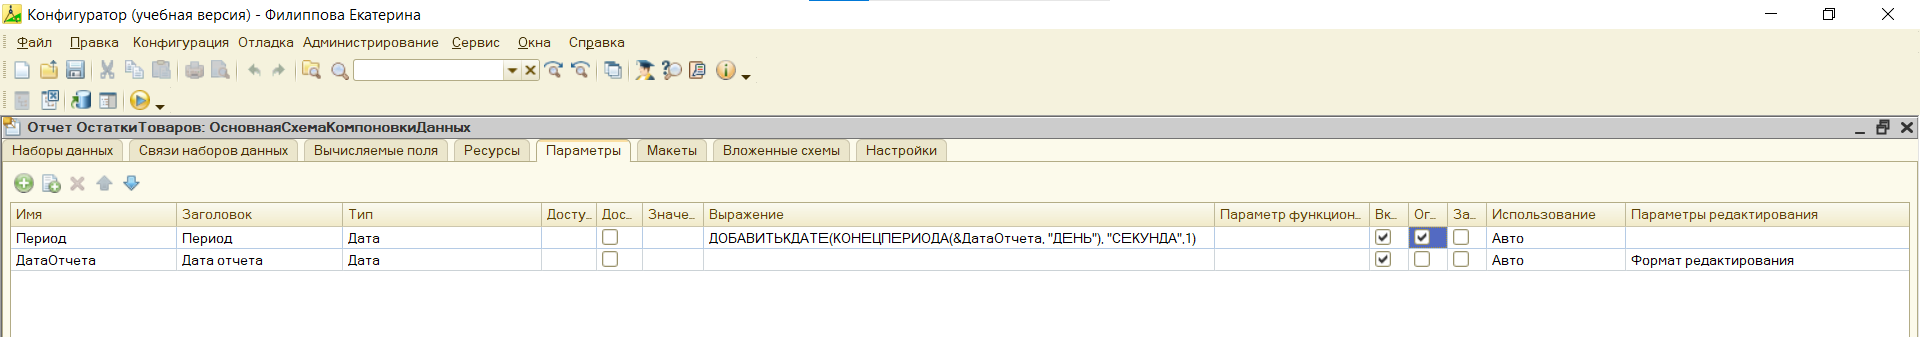 Конфигуратор (учебная версия) - Филиппова Екатерина
Файл Правка Конфигурация Отладка Администрирование Сервис Окна Справка
Отчет ОстаткиТоваров: ОсновнаяСхемаКомпоновкиДанных
Наборы данных Связи наборов данных Вычисляемые поля Ресурсы Параметры Макеты Вложенные схемы Настройки
Имя Заголовок Тип Досту... Дос... Значе... Выражение Параметр функцион... Вк... Ог... За... Использование Параметры редактирования
Период Период Дата ДОБАВИТЬКДАТЕ(КОНЕЦПЕРИОДА(&ДатаОтчета, "ДЕНЬ"), "СЕКУНДА",1) Авто
ДатаОтчета Дата отчета Дата Авто Формат редактирования